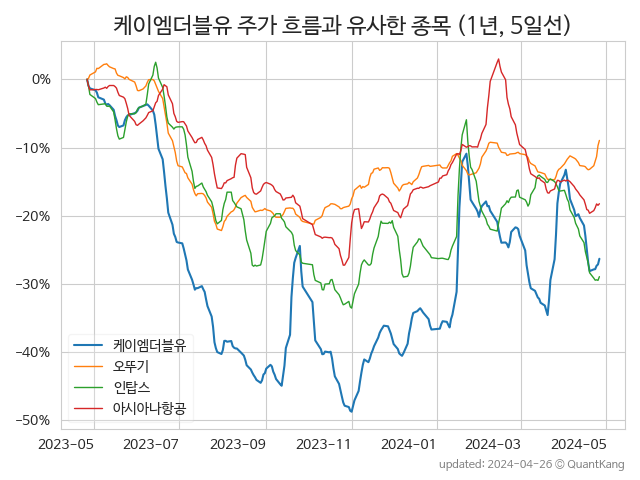 케이엠더블유 주가 흐름과 유사한 종목 (1년, 5일선)
0%
−10%
−20%
−30%
−40%
−50%
케이엠더블유
오뚜기
인탑스
아시아나항공
2023-05 2023-07 2023-09 2023-11 2024-01 2024-03 2024-05
updated: 2024-04-26 © QuantKang